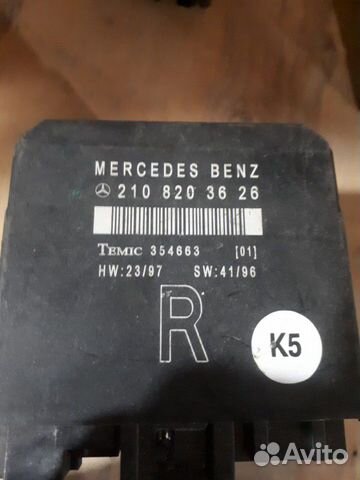 MERCEDES BENZ
210 820 36 26
TEMIC 354663 [01]
HW:23/97 SW:41/96
R
K5
Avito